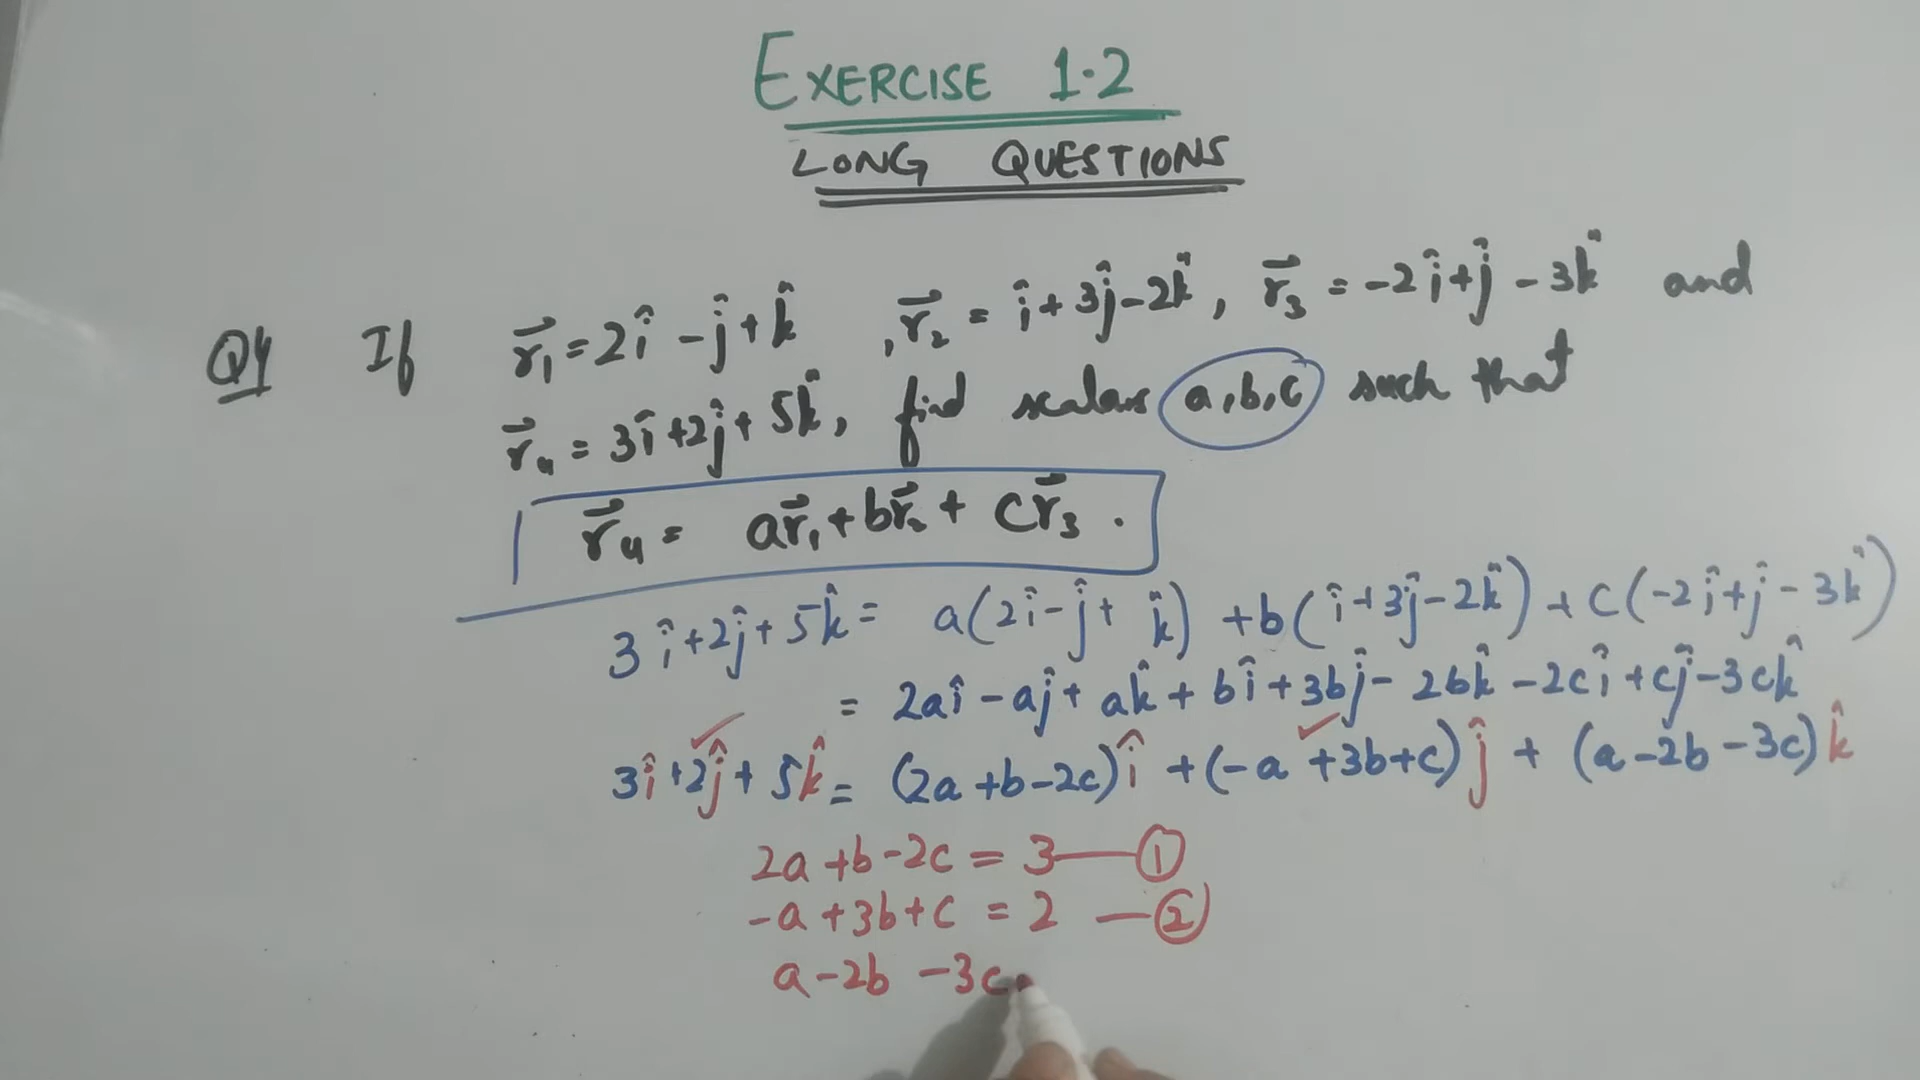 EXERCISE 1.2
LONG QUESTIONS
Q4 If r⃗₁ = 2î - ĵ + k̂ , r⃗₂ = î + 3ĵ - 2k̂ , r⃗₃ = -2î + ĵ - 3k̂ and
r⃗₄ = 3î + 2ĵ + 5k̂ , find scalars a, b, c such that
r⃗₄ = ar⃗₁ + br⃗₂ + cr⃗₃ .
3î + 2ĵ + 5k̂ = a(2î - ĵ + k̂) + b(î + 3ĵ - 2k̂) + c(-2î + ĵ - 3k̂)
= 2aî - aĵ + ak̂ + bî + 3bĵ - 2bk̂ - 2cî + cĵ - 3ck̂
3î + 2ĵ + 5k̂ = (2a + b - 2c)î + (-a + 3b + c)ĵ + (a - 2b - 3c)k̂
2a + b - 2c = 3 — ①
-a + 3b + c = 2 — ②
a - 2b - 3c